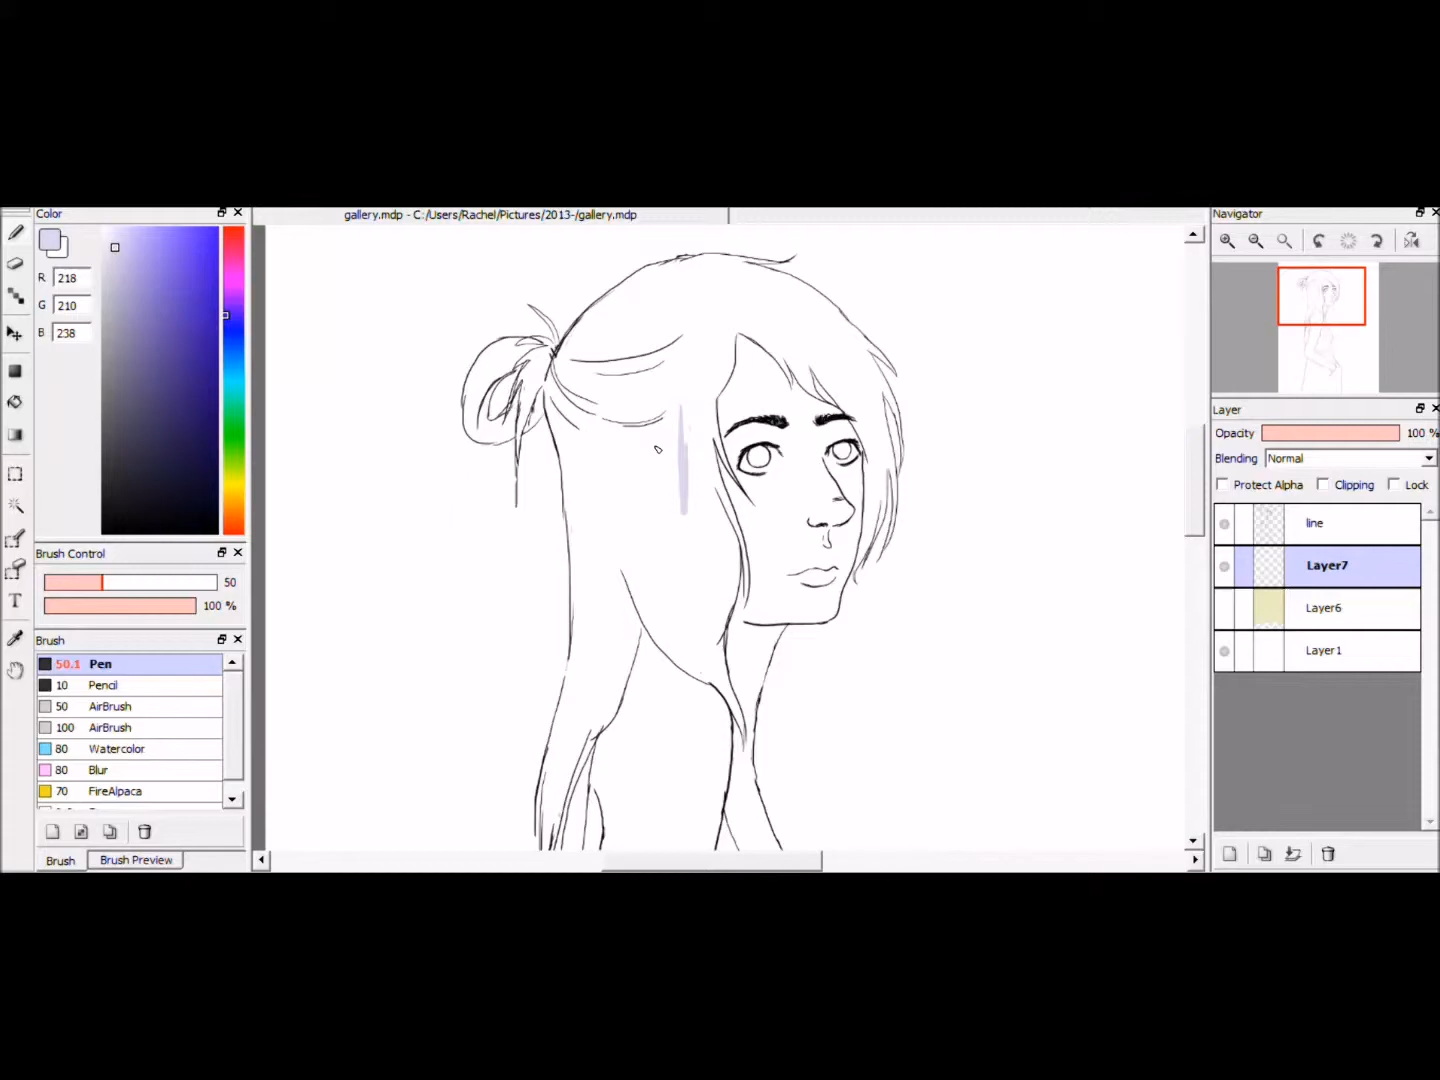 Color
gallery.mdp - C:/Users/Rachel/Pictures/2013-/gallery.mdp
Navigator
R 218
G 210
B 238
Layer
Opacity 100 %
Blending Normal
Protect Alpha Clipping Lock
line
Layer7
Layer6
Layer1
Brush Control
50
100 %
T
Brush
50.1 Pen
10 Pencil
50 AirBrush
100 AirBrush
80 Watercolor
80 Blur
70 FireAlpaca
Brush Brush Preview